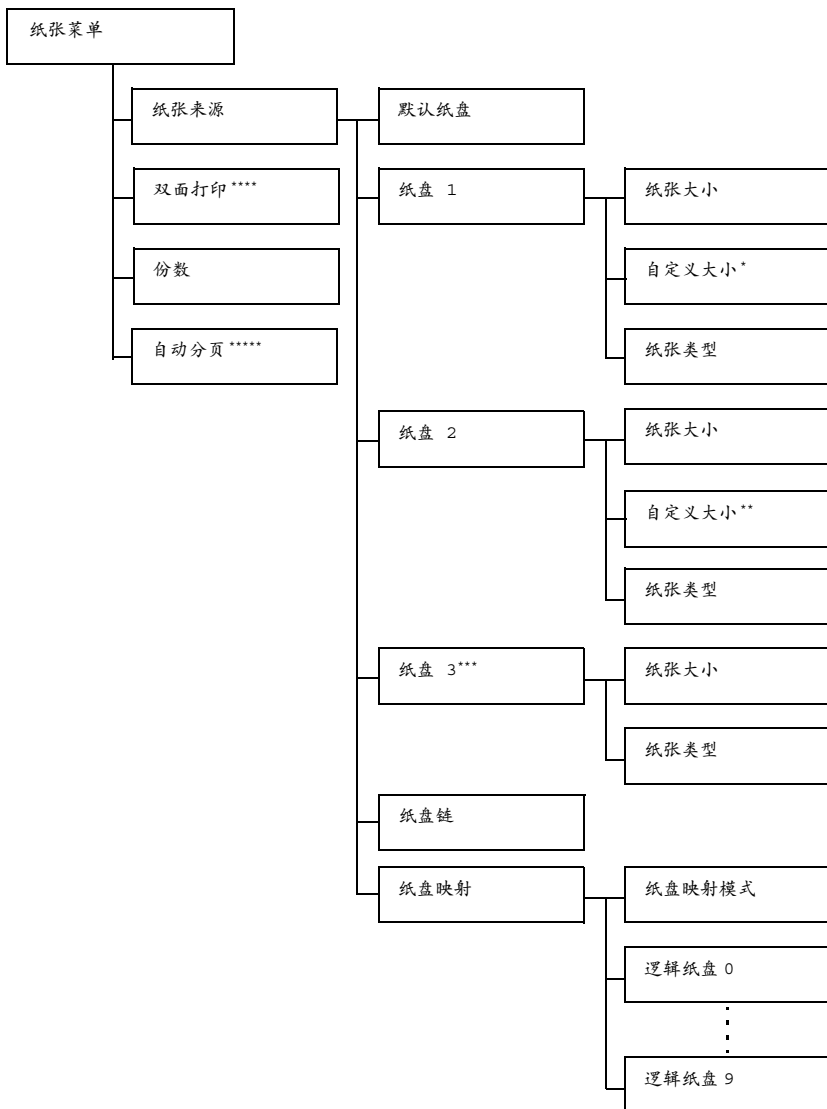 纸张菜单
纸张来源
双面打印****
份数
自动分页*****
默认纸盘
纸盘 1
纸张大小
自定义大小*
纸张类型
纸盘 2
纸张大小
自定义大小**
纸张类型
纸盘 3***
纸张大小
纸张类型
纸盘链
纸盘映射
纸盘映射模式
逻辑纸盘 0
逻辑纸盘 9